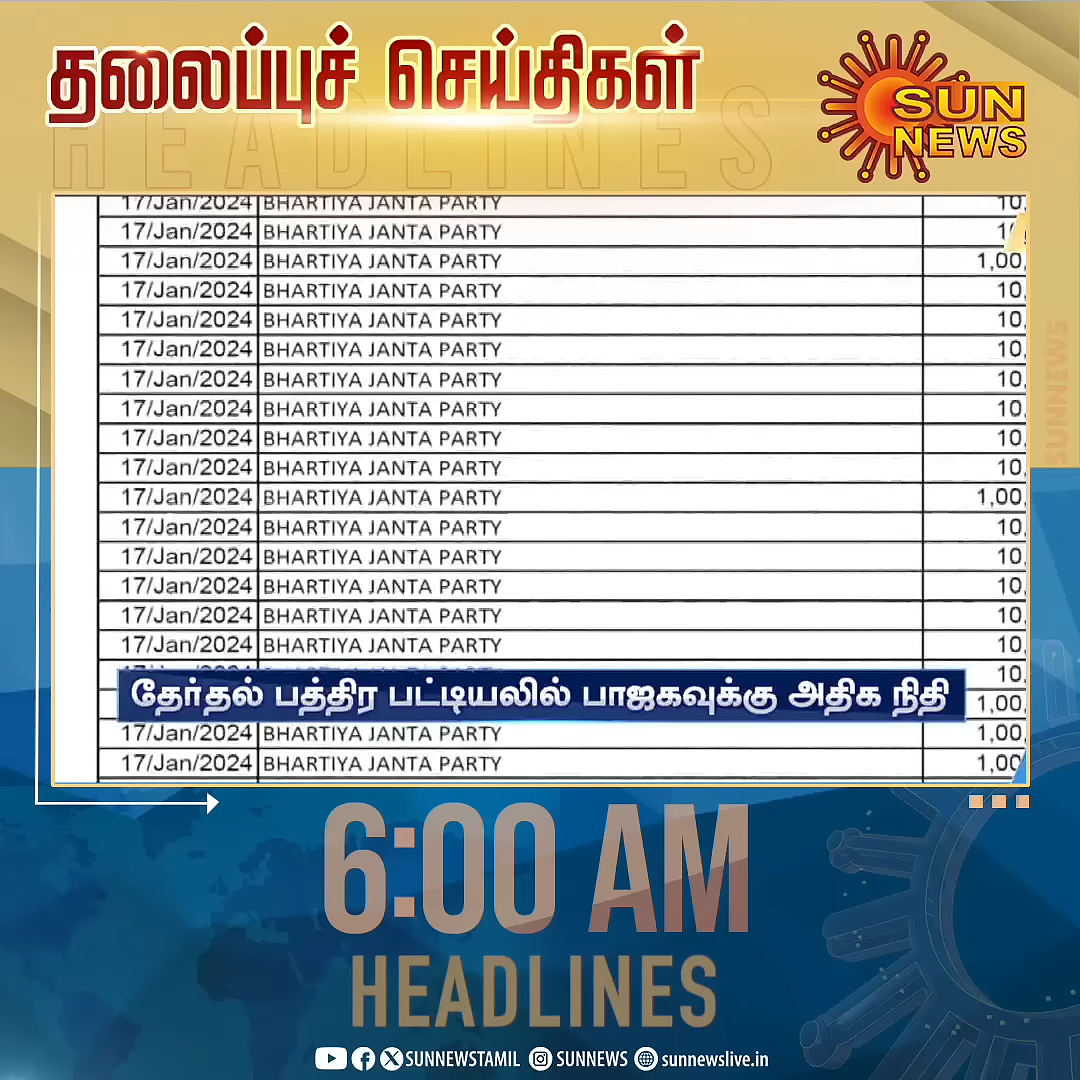 தலைப்புச் செய்திகள்
HEADLINES
SUN
NEWS
SUNNEWS
17/Jan/2024 BHARTIYA JANTA PARTY 10,
17/Jan/2024 BHARTIYA JANTA PARTY
17/Jan/2024 BHARTIYA JANTA PARTY 1,00,
17/Jan/2024 BHARTIYA JANTA PARTY 10,
17/Jan/2024 BHARTIYA JANTA PARTY 10,
17/Jan/2024 BHARTIYA JANTA PARTY 10,
17/Jan/2024 BHARTIYA JANTA PARTY 10,
17/Jan/2024 BHARTIYA JANTA PARTY 10,
17/Jan/2024 BHARTIYA JANTA PARTY 10,
17/Jan/2024 BHARTIYA JANTA PARTY 10,
17/Jan/2024 BHARTIYA JANTA PARTY 1,00,
17/Jan/2024 BHARTIYA JANTA PARTY 10,
17/Jan/2024 BHARTIYA JANTA PARTY 10,
17/Jan/2024 BHARTIYA JANTA PARTY 10,
17/Jan/2024 BHARTIYA JANTA PARTY 10,
17/Jan/2024 BHARTIYA JANTA PARTY 10,
10,
தேர்தல் பத்திர பட்டியலில் பாஜகவுக்கு அதிக நிதி
1,00,
17/Jan/2024 BHARTIYA JANTA PARTY 1,00,
17/Jan/2024 BHARTIYA JANTA PARTY 1,00
6:00 AM
HEADLINES
SUNNEWSTAMIL SUNNEWS sunnewslive.in